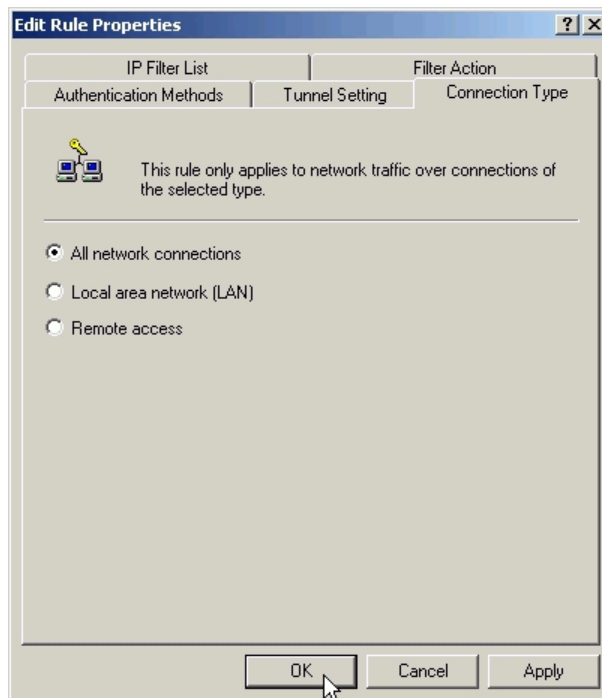 Edit Rule Properties
IP Filter List
Filter Action
Authentication Methods
Tunnel Setting
Connection Type
This rule only applies to network traffic over connections of
the selected type.
All network connections
Local area network (LAN)
Remote access
OK
Cancel
Apply